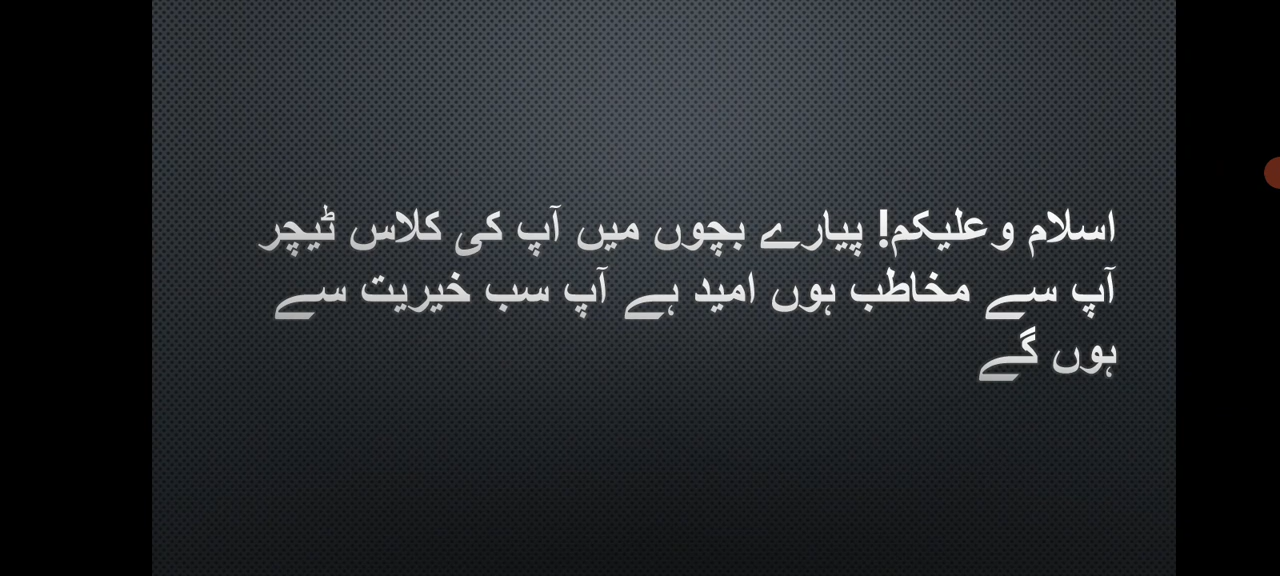 اسلام وعلیکم! پیارے بچوں میں آپ کی کلاس ٹیچر
آپ سے مخاطب ہوں امید ہے آپ سب خیریت سے
ہوں گے